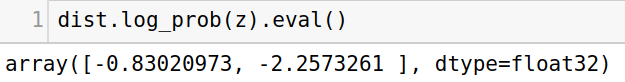 1 dist.log_prob(z).eval()
array([-0.83020973, -2.2573261 ], dtype=float32)